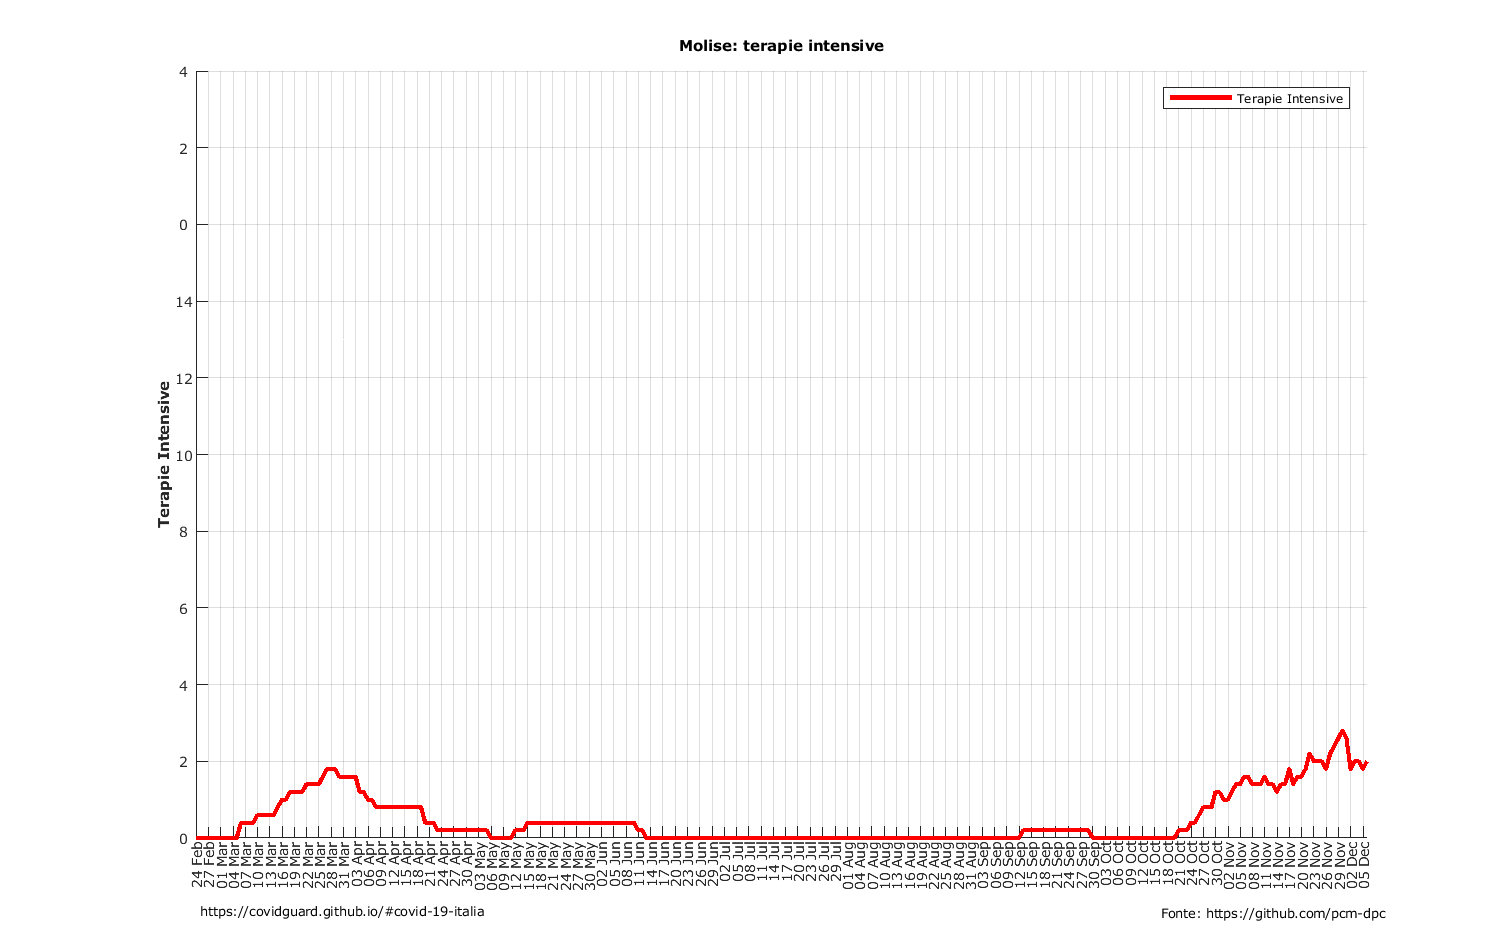 Molise: terapie intensive
Terapie Intensive
4
2
0
14
12
10
8
6
4
2
0
Terapie Intensive
24 Feb
27 Feb
01 Mar
04 Mar
07 Mar
10 Mar
13 Mar
16 Mar
19 Mar
22 Mar
25 Mar
28 Mar
31 Mar
03 Apr
06 Apr
09 Apr
12 Apr
15 Apr
18 Apr
21 Apr
24 Apr
27 Apr
30 Apr
03 May
06 May
09 May
12 May
15 May
18 May
21 May
24 May
27 May
30 May
02 Jun
05 Jun
08 Jun
11 Jun
14 Jun
17 Jun
20 Jun
23 Jun
26 Jun
29 Jun
02 Jul
05 Jul
08 Jul
11 Jul
14 Jul
17 Jul
20 Jul
23 Jul
26 Jul
29 Jul
01 Aug
04 Aug
07 Aug
10 Aug
13 Aug
16 Aug
19 Aug
22 Aug
25 Aug
28 Aug
31 Aug
03 Sep
06 Sep
09 Sep
12 Sep
15 Sep
18 Sep
21 Sep
24 Sep
27 Sep
30 Sep
03 Oct
06 Oct
09 Oct
12 Oct
15 Oct
18 Oct
21 Oct
24 Oct
27 Oct
30 Oct
02 Nov
05 Nov
08 Nov
11 Nov
14 Nov
17 Nov
20 Nov
23 Nov
26 Nov
29 Nov
02 Dec
05 Dec
https://covidguard.github.io/#covid-19-italia
Fonte: https://github.com/pcm-dpc